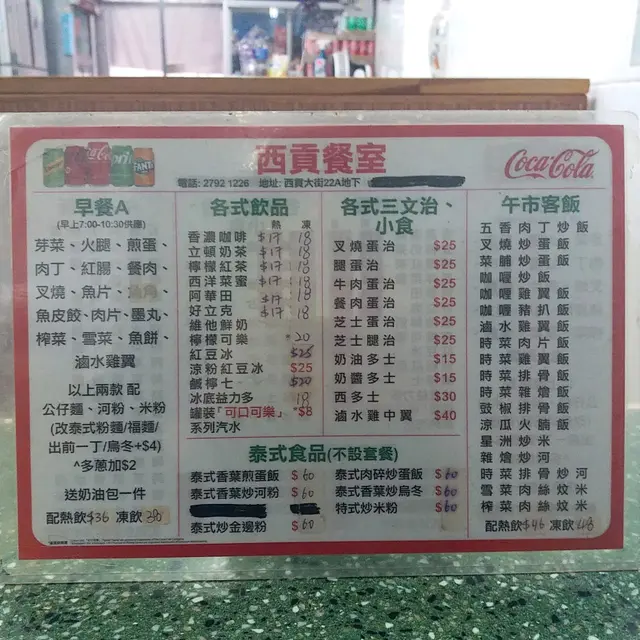 西貢餐室
Coca-Cola
電話: 2792 1226 地址: 西貢大街22A地下
早餐A
(早上7:00-10:30供應)
芽菜、火腿、煎蛋、
肉丁、紅腸、餐肉、
叉燒、魚片、
魚皮餃、肉片、墨丸、
榨菜、雪菜、魚餅、
滷水雞翼
以上兩款 配
公仔麵、河粉、米粉
(改泰式粉麵/福麵/
出前一丁/烏冬+$4)
^多蔥加$2
送奶油包一件
配熱飲$36 凍飲38
各式飲品
熱 凍
香濃咖啡 $17 18
立頓奶茶 $17 18
檸檬紅茶 $17 18
西洋菜蜜 $17 18
阿華田 $17 18
好立克 $17 18
維他鮮奶
檸檬可樂 20
紅豆冰 $25
涼粉紅豆冰 $25
鹹檸七 $20
冰底益力多 18
罐裝"可口可樂" $8
系列汽水
各式三文治、
小食
叉燒蛋治 $25
腿蛋治 $25
牛肉蛋治 $25
餐肉蛋治 $25
芝士蛋治 $25
芝士腿治 $25
奶油多士 $15
奶醬多士 $15
西多士 $30
滷水雞中翼 $40
泰式食品(不設套餐)
泰式香葉煎蛋飯 $60
泰式香葉炒河粉 $60
泰式炒金邊粉 $60
泰式肉碎炒蛋飯 $60
泰式香葉炒烏冬 $60
特式炒米粉 $60
午市客飯
五香肉丁炒飯
叉燒炒蛋飯
菜脯炒蛋飯
咖喱炒飯
咖喱雞翼飯
咖喱豬扒飯
滷水雞翼飯
時菜肉片飯
時菜雞翼飯
時菜排骨飯
時菜雜燴飯
豉椒排骨飯
涼瓜火腩飯
星洲炒米
雜燴炒河
時菜排骨炒河
雪菜肉絲炆米
榨菜肉絲炆米
配熱飲$46 凍飲48